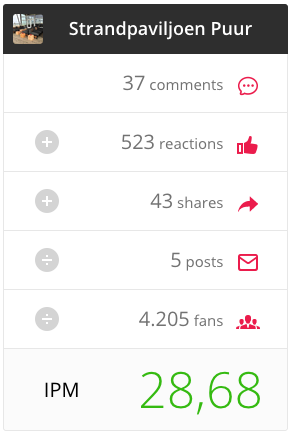 Strandpaviljoen Puur
37 comments
+ 523 reactions
+ 43 shares
÷ 5 posts
÷ 4.205 fans
IPM 28,68